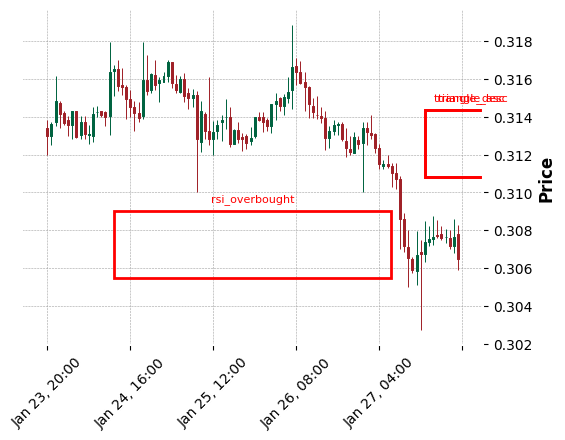 0.318
0.316
triangle_desc
0.314
0.312
0.310
rsi_overbought
0.308
0.306
0.304
0.302
Price
Jan 23, 20:00
Jan 24, 16:00
Jan 25, 12:00
Jan 26, 08:00
Jan 27, 04:00